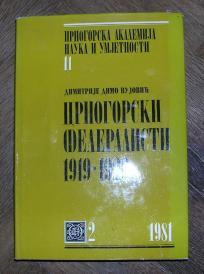 ЦРНОГОРСКА АКАДЕМИЈА
НАУКА И УМЈЕТНОСТИ
11
ДИМИТРИЈЕ ДИМО ВУЈОВИЋ
ЦРНОГОРСКИ
ФЕДЕРАЛИСТИ
1919-
2
1981